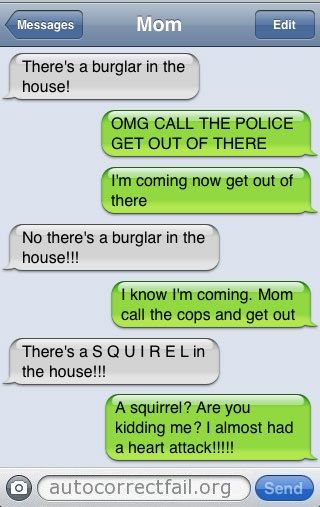 Messages
Mom
Edit
There's a burglar in the
house!
OMG CALL THE POLICE
GET OUT OF THERE
I'm coming now get out of
there
No there's a burglar in the
house!!!
I know I'm coming. Mom
call the cops and get out
There's a S Q U I R E L in
the house!!!
A squirrel? Are you
kidding me? I almost had
a heart attack!!!!!
autocorrectfail.org
Send